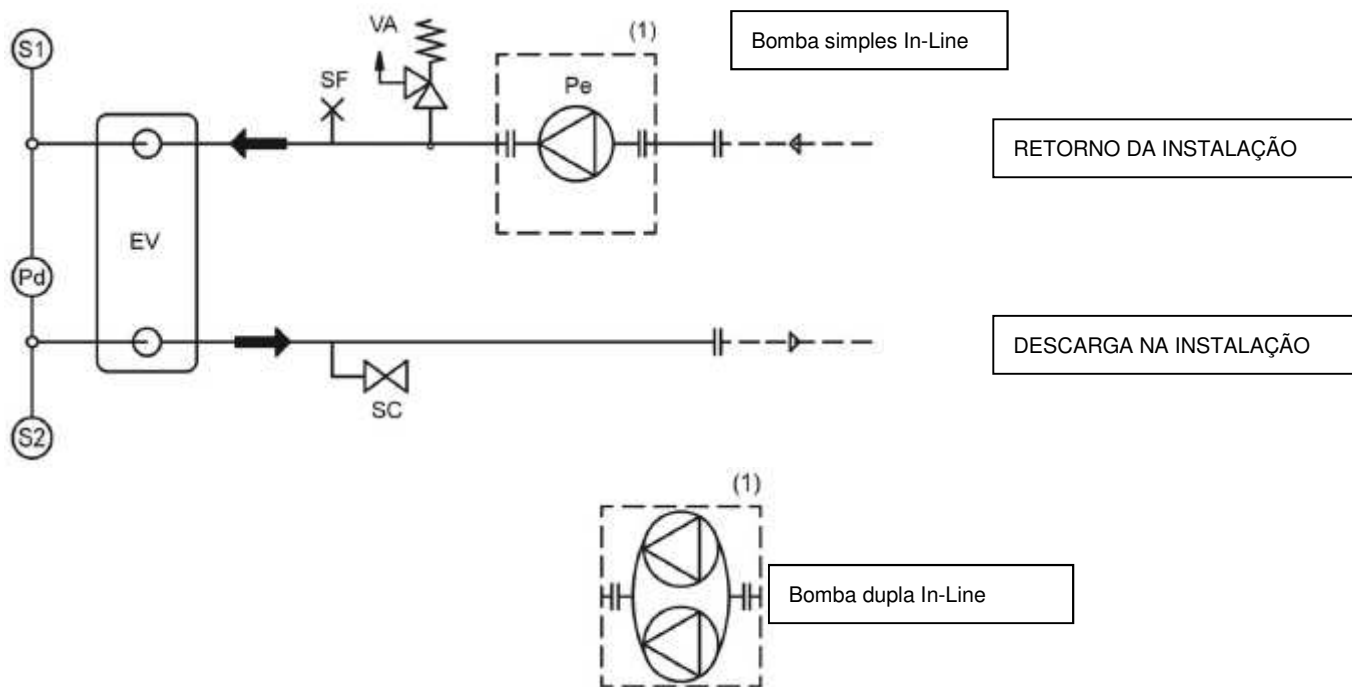 S1
VA
(1)
Bomba simples In-Line
SF
Pe
RETORNO DA INSTALAÇÃO
EV
Pd
DESCARGA NA INSTALAÇÃO
SC
S2
(1)
Bomba dupla In-Line